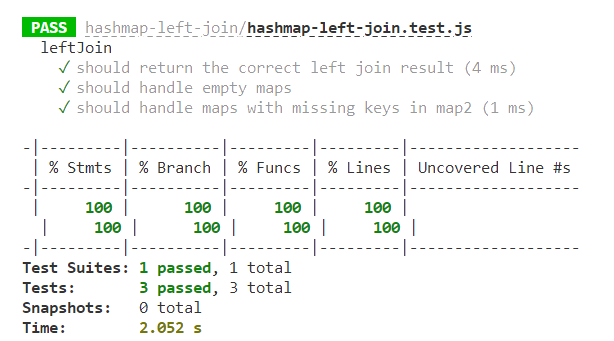 PASS hashmap-left-join/hashmap-left-join.test.js
leftJoin
✓ should return the correct left join result (4 ms)
✓ should handle empty maps
✓ should handle maps with missing keys in map2 (1 ms)
-|---------|----------|---------|---------|-------------------
| % Stmts | % Branch | % Funcs | % Lines | Uncovered Line #s
-|---------|----------|---------|---------|-------------------
| 100 | 100 | 100 | 100 |
| 100 | 100 | 100 | 100 |
-|---------|----------|---------|---------|-------------------
Test Suites: 1 passed, 1 total
Tests: 3 passed, 3 total
Snapshots: 0 total
Time: 2.052 s